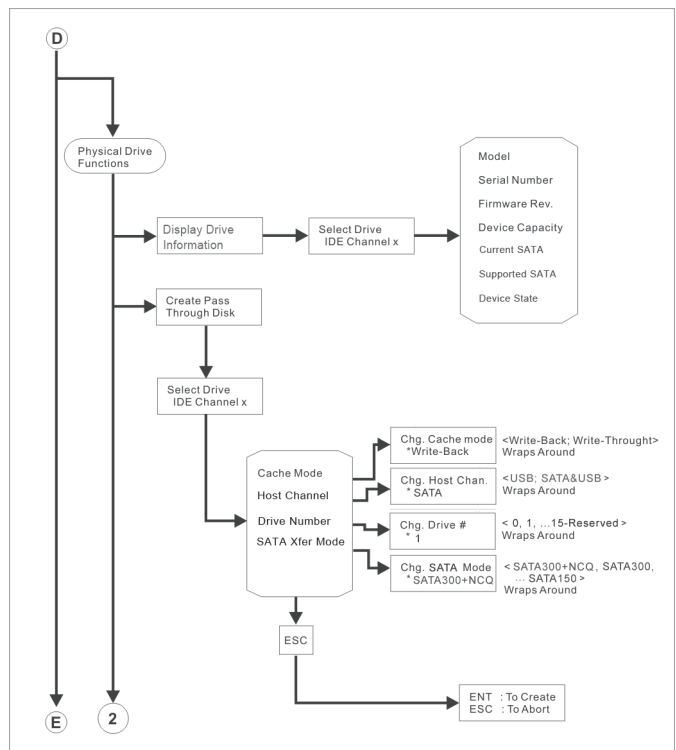 D
Physical Drive
Functions
Display Drive
Information
Select Drive
IDE Channel x
Model
Serial Number
Firmware Rev.
Device Capacity
Current SATA
Supported SATA
Device State
Create Pass
Through Disk
Select Drive
IDE Channel x
Cache Mode
Host Channel
Drive Number
SATA Xfer Mode
Chg. Cache mode
*Write-Back
<Write-Back; Write-Throught>
Wraps Around
Chg. Host Chan.
* SATA
<USB; SATA&USB >
Wraps Around
Chg. Drive #
* 1
< 0, 1, ...15-Reserved >
Wraps Around
Chg. SATA Mode
* SATA300+NCQ
< SATA300+NCQ, SATA300,
... SATA150 >
Wraps Around
ESC
ENT : To Create
ESC : To Abort
E
2